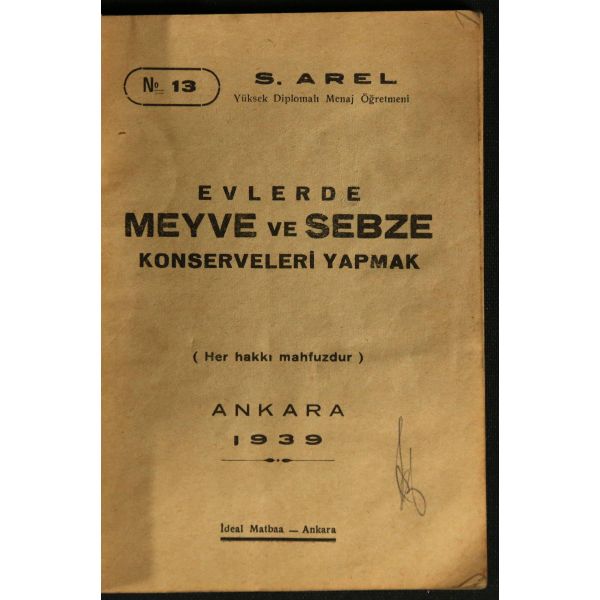 № 13
S. AREL
Yüksek Diplomalı Menaj Öğretmeni
EVLERDE
MEYVE VE SEBZE
KONSERVELERİ YAPMAK
( Her hakkı mahfuzdur )
ANKARA
1939
İdeal Matbaa — Ankara